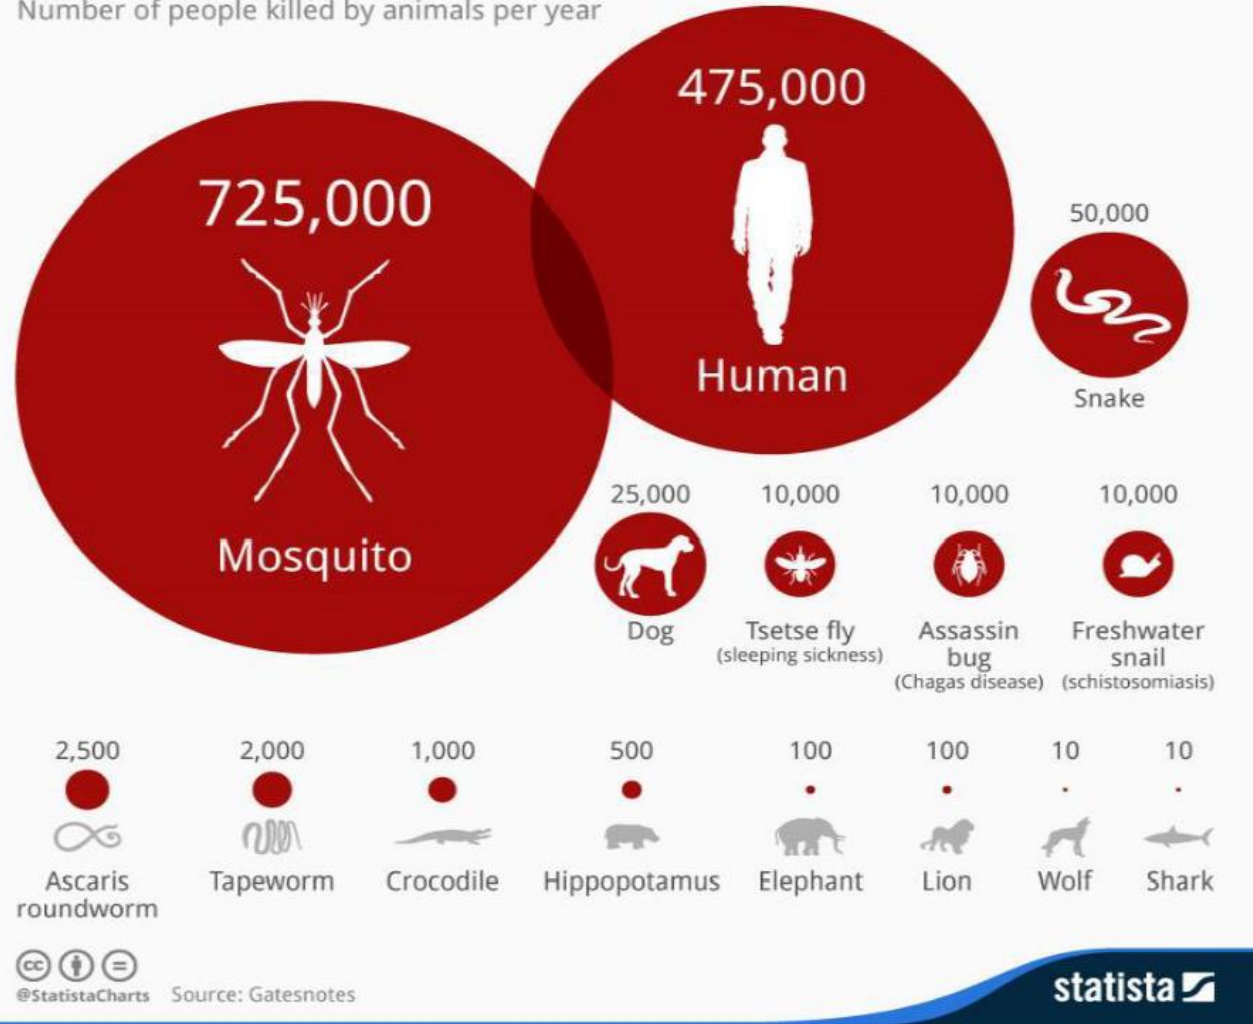 Number of people killed by animals per year
475,000
725,000
50,000
Human
Snake
Mosquito
25,000
10,000
10,000
10,000
Dog
Tsetse fly
(sleeping sickness)
Assassin
bug
(Chagas disease)
Freshwater
snail
(schistosomiasis)
2,500
2,000
1,000
500
100
100
10
10
Ascaris
roundworm
Tapeworm
Crocodile
Hippopotamus
Elephant
Lion
Wolf
Shark
cc
@StatistaCharts Source: Gatesnotes
statista